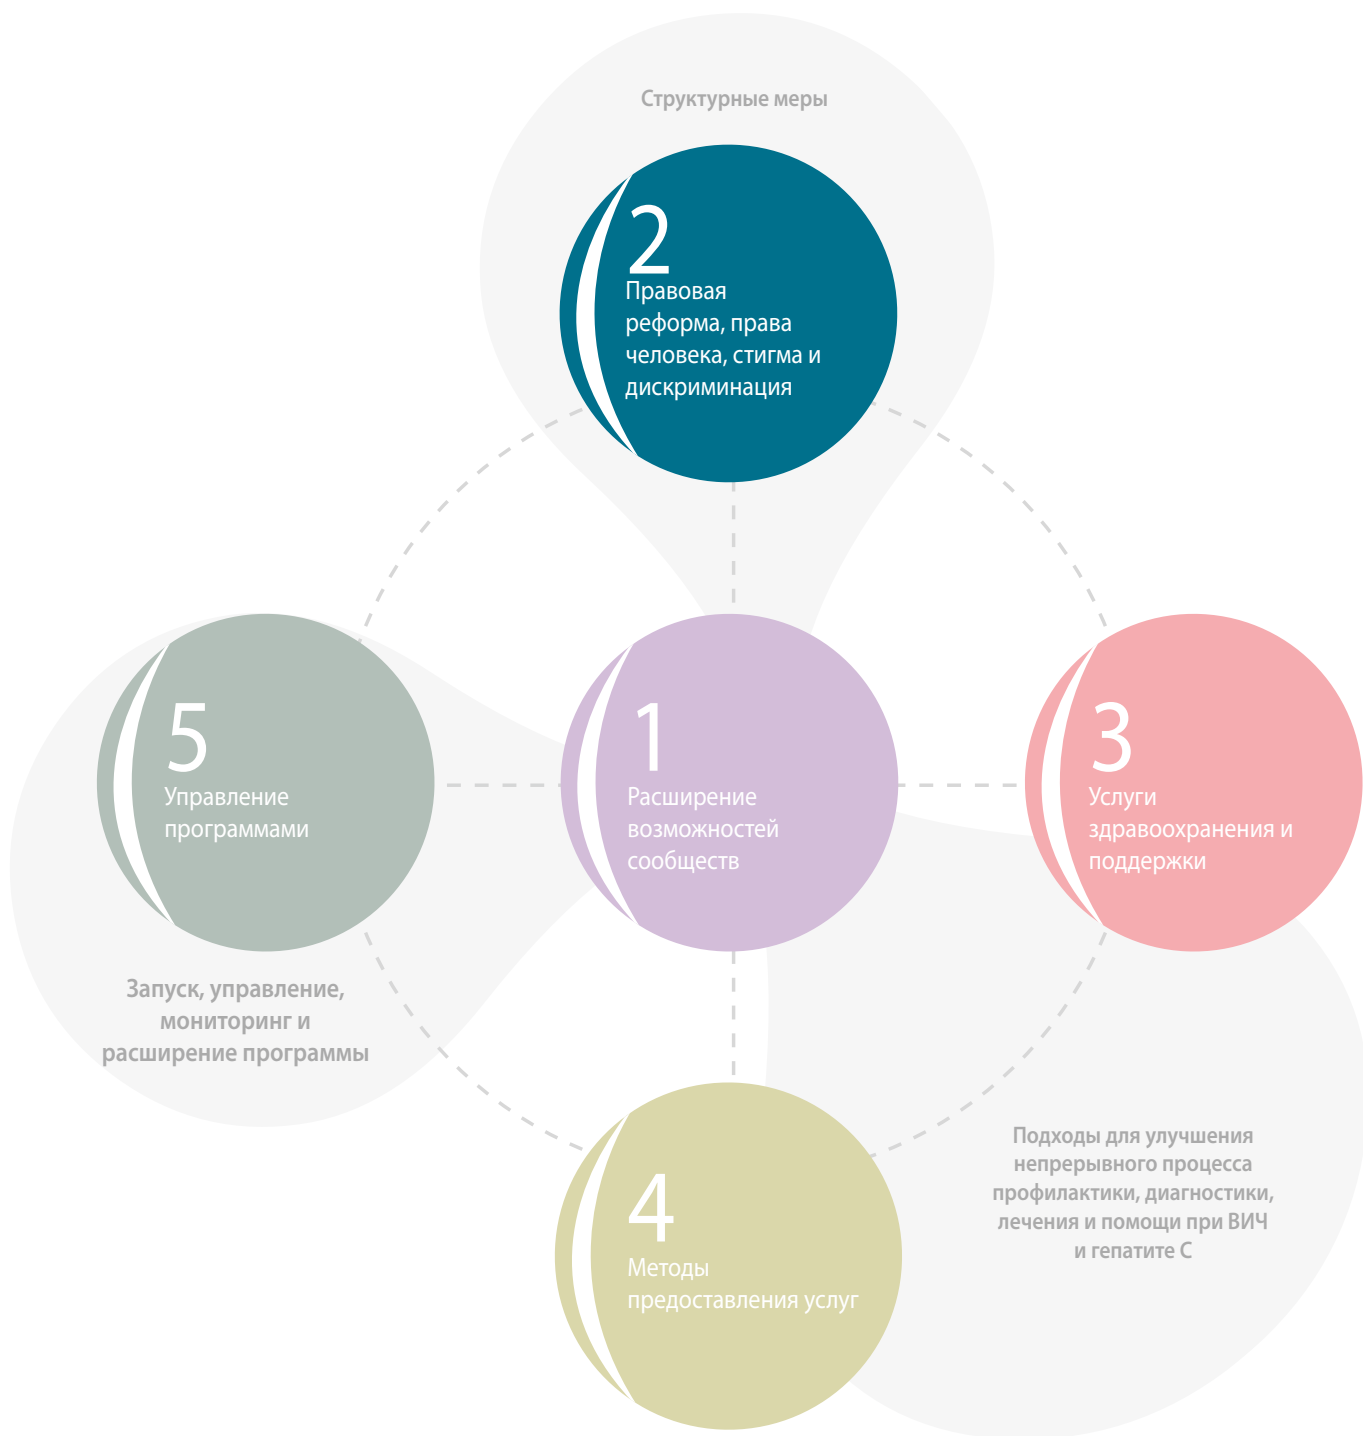 Структурные меры
2
Правовая
реформа, права
человека, стигма и
дискриминация
5
Управление
программами
1
Расширение
возможностей
сообществ
3
Услуги
здравоохранения и
поддержки
Запуск, управление,
мониторинг и
расширение программы
4
Методы
предоставления услуг
Подходы для улучшения
непрерывного процесса
профилактики, диагностики,
лечения и помощи при ВИЧ
и гепатите С